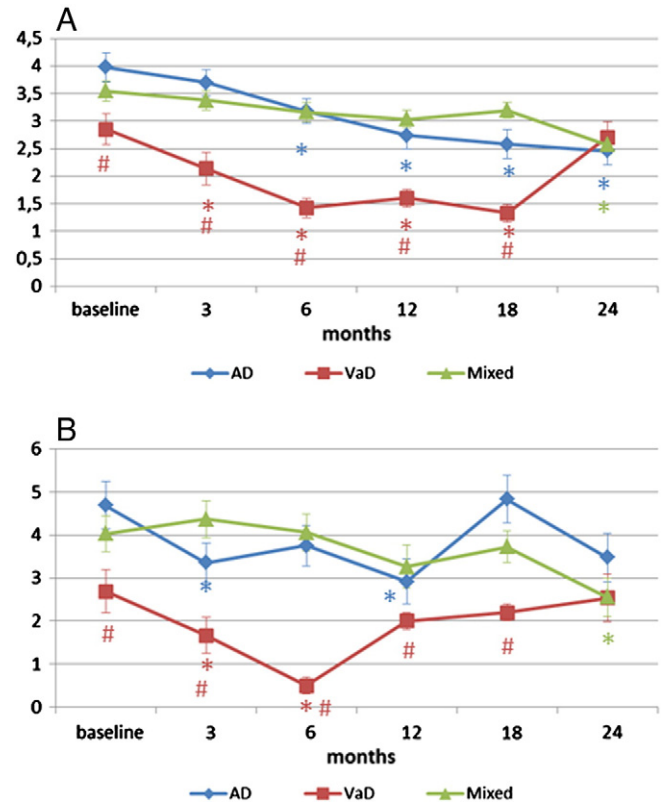 A
4,5
4
3,5
3
2,5
2
1,5
1
0,5
0
* * * *
* * * * *
# # # # #
baseline 3 6 12 18 24
months
AD VaD Mixed
B
6
5
4
3
2
1
0
* *
# * # * # # # *
baseline 3 6 12 18 24
months
AD VaD Mixed